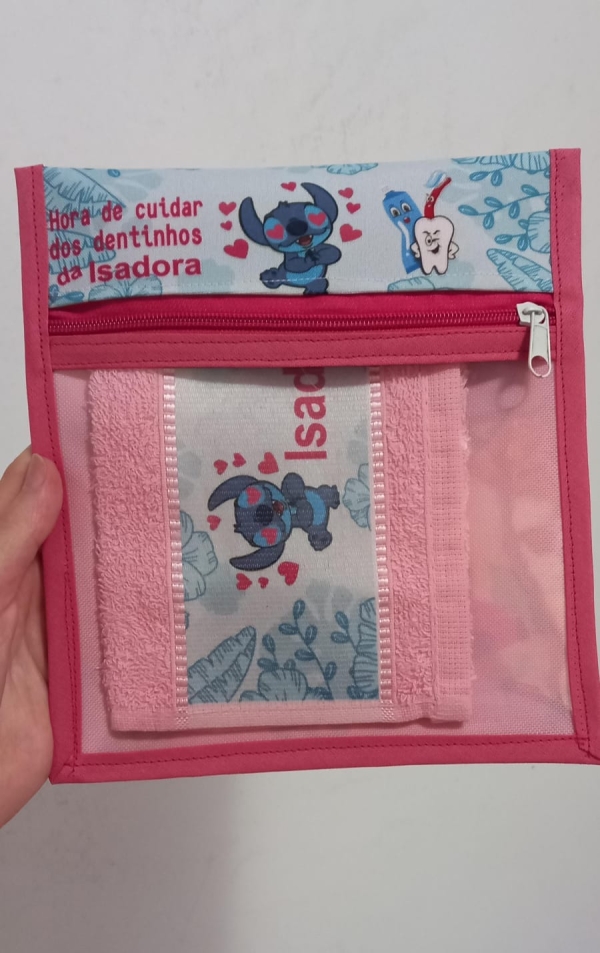 Hora de cuidar
dos dentinhos
da Isadora
Isad